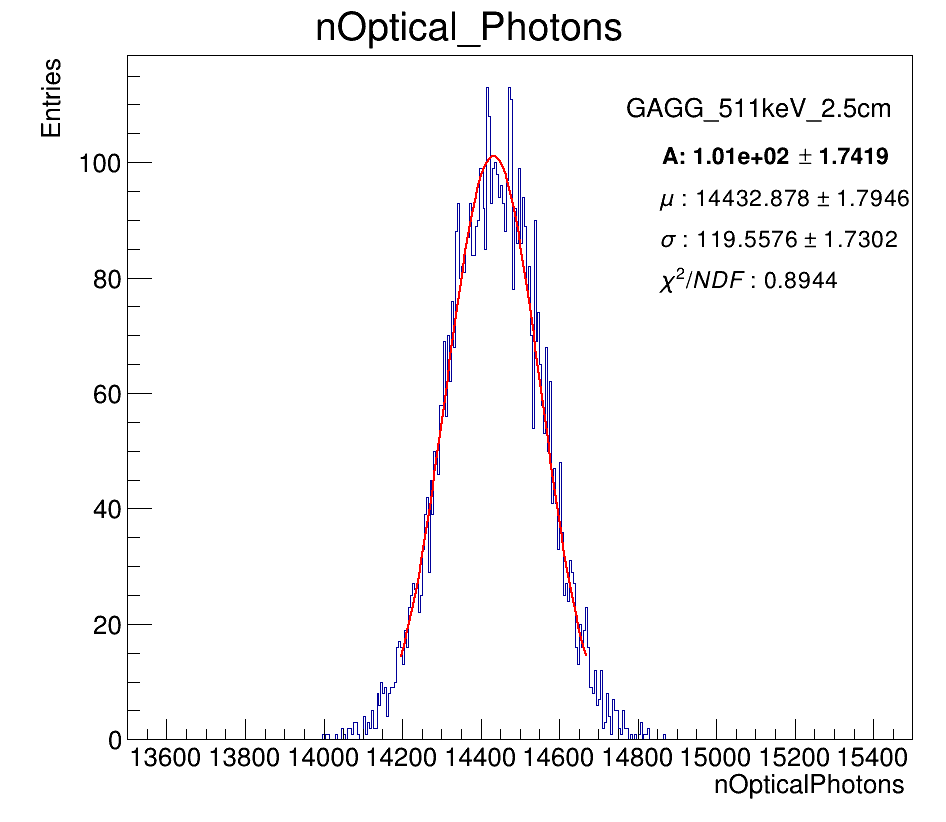 nOptical_Photons
Entries
GAGG_511keV_2.5cm
A: 1.01e+02 ± 1.7419
μ : 14432.878 ± 1.7946
σ : 119.5576 ± 1.7302
χ²/NDF : 0.8944
100
80
60
40
20
0
13600 13800 14000 14200 14400 14600 14800 15000 15200 15400
nOpticalPhotons